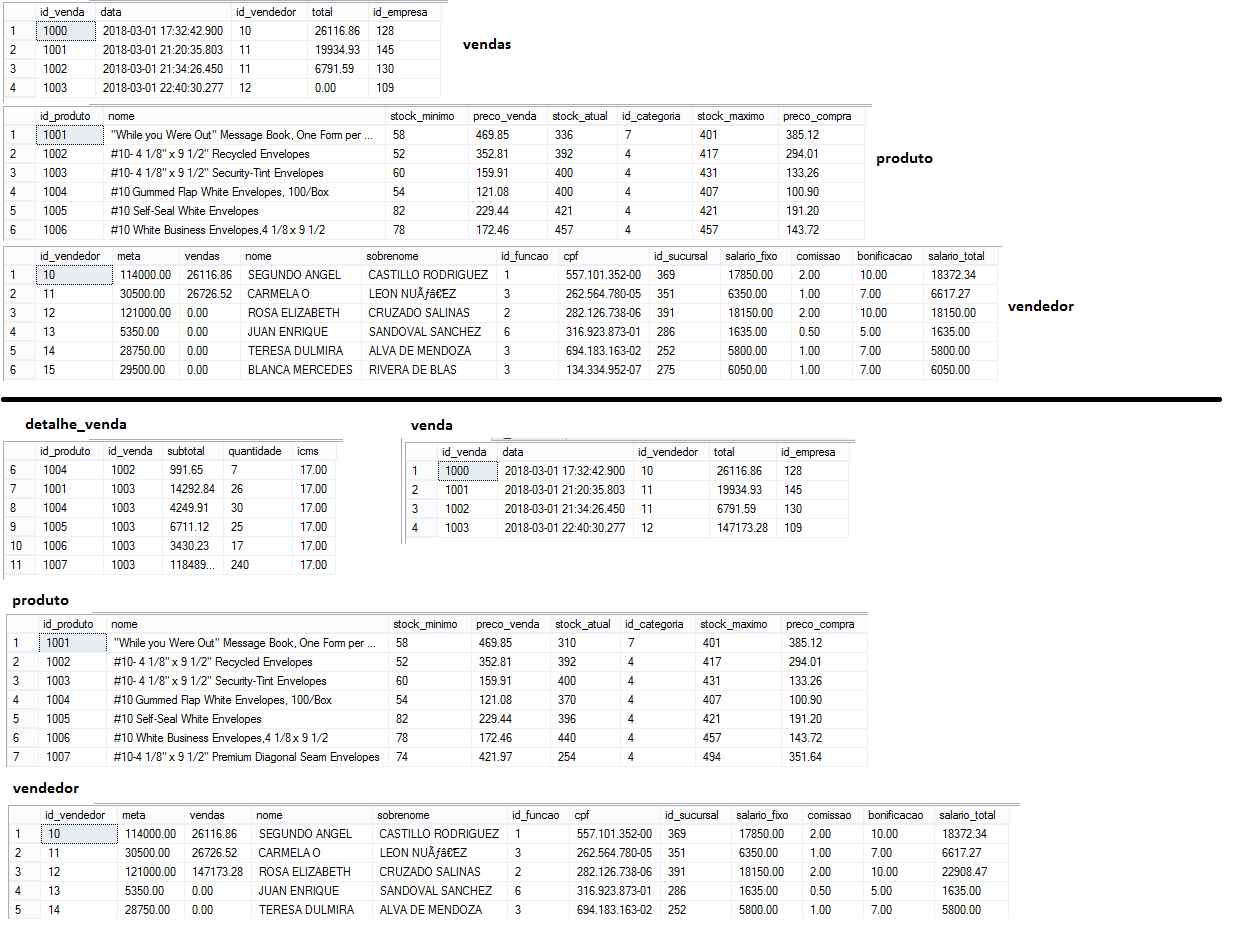 id_venda data id_vendedor total id_empresa
1 1000 2018-03-01 17:32:42.900 10 26116.86 128
2 1001 2018-03-01 21:20:35.803 11 19934.93 145
3 1002 2018-03-01 21:34:26.450 11 6791.59 130
4 1003 2018-03-01 22:40:30.277 12 0.00 109
vendas
id_produto nome stock_minimo preco_venda stock_atual id_categoria stock_maximo preco_compra
1 1001 "While you Were Out" Message Book, One Form per ... 58 469.85 336 7 401 385.12
2 1002 #10- 4 1/8" x 9 1/2" Recycled Envelopes 52 352.81 392 4 417 294.01
3 1003 #10- 4 1/8" x 9 1/2" Security-Tint Envelopes 60 159.91 400 4 431 133.26
4 1004 #10 Gummed Flap White Envelopes, 100/Box 54 121.08 400 4 407 100.90
5 1005 #10 Self-Seal White Envelopes 82 229.44 421 4 421 191.20
6 1006 #10 White Business Envelopes,4 1/8 x 9 1/2 78 172.46 457 4 457 143.72
produto
id_vendedor meta vendas nome sobrenome id_funcao cpf id_sucursal salario_fixo comissao bonificacao salario_total
1 10 114000.00 26116.86 SEGUNDO ANGEL CASTILLO RODRIGUEZ 1 557.101.352-00 369 17850.00 2.00 10.00 18372.34
2 11 30500.00 26726.52 CARMELA O LEON NUÃƒâ€EZ 3 262.564.780-05 351 6350.00 1.00 7.00 6617.27
3 12 121000.00 0.00 ROSA ELIZABETH CRUZADO SALINAS 2 282.126.738-06 391 18150.00 2.00 10.00 18150.00
4 13 5350.00 0.00 JUAN ENRIQUE SANDOVAL SANCHEZ 6 316.923.873-01 286 1635.00 0.50 5.00 1635.00
5 14 28750.00 0.00 TERESA DULMIRA ALVA DE MENDOZA 3 694.183.163-02 252 5800.00 1.00 7.00 5800.00
6 15 29500.00 0.00 BLANCA MERCEDES RIVERA DE BLAS 3 134.334.952-07 275 6050.00 1.00 7.00 6050.00
vendedor
detalhe_venda
id_produto id_venda subtotal quantidade icms
6 1004 1002 991.65 7 17.00
7 1001 1003 14292.84 26 17.00
8 1004 1003 4249.91 30 17.00
9 1005 1003 6711.12 25 17.00
10 1006 1003 3430.23 17 17.00
11 1007 1003 118489... 240 17.00
venda
id_venda data id_vendedor total id_empresa
1 1000 2018-03-01 17:32:42.900 10 26116.86 128
2 1001 2018-03-01 21:20:35.803 11 19934.93 145
3 1002 2018-03-01 21:34:26.450 11 6791.59 130
4 1003 2018-03-01 22:40:30.277 12 147173.28 109
produto
id_produto nome stock_minimo preco_venda stock_atual id_categoria stock_maximo preco_compra
1 1001 "While you Were Out" Message Book, One Form per ... 58 469.85 310 7 401 385.12
2 1002 #10- 4 1/8" x 9 1/2" Recycled Envelopes 52 352.81 392 4 417 294.01
3 1003 #10- 4 1/8" x 9 1/2" Security-Tint Envelopes 60 159.91 400 4 431 133.26
4 1004 #10 Gummed Flap White Envelopes, 100/Box 54 121.08 370 4 407 100.90
5 1005 #10 Self-Seal White Envelopes 82 229.44 396 4 421 191.20
6 1006 #10 White Business Envelopes,4 1/8 x 9 1/2 78 172.46 440 4 457 143.72
7 1007 #10-4 1/8" x 9 1/2" Premium Diagonal Seam Envelopes 74 421.97 254 4 494 351.64
vendedor
id_vendedor meta vendas nome sobrenome id_funcao cpf id_sucursal salario_fixo comissao bonificacao salario_total
1 10 114000.00 26116.86 SEGUNDO ANGEL CASTILLO RODRIGUEZ 1 557.101.352-00 369 17850.00 2.00 10.00 18372.34
2 11 30500.00 26726.52 CARMELA O LEON NUÃƒâ€EZ 3 262.564.780-05 351 6350.00 1.00 7.00 6617.27
3 12 121000.00 147173.28 ROSA ELIZABETH CRUZADO SALINAS 2 282.126.738-06 391 18150.00 2.00 10.00 22908.47
4 13 5350.00 0.00 JUAN ENRIQUE SANDOVAL SANCHEZ 6 316.923.873-01 286 1635.00 0.50 5.00 1635.00
5 14 28750.00 0.00 TERESA DULMIRA ALVA DE MENDOZA 3 694.183.163-02 252 5800.00 1.00 7.00 5800.00